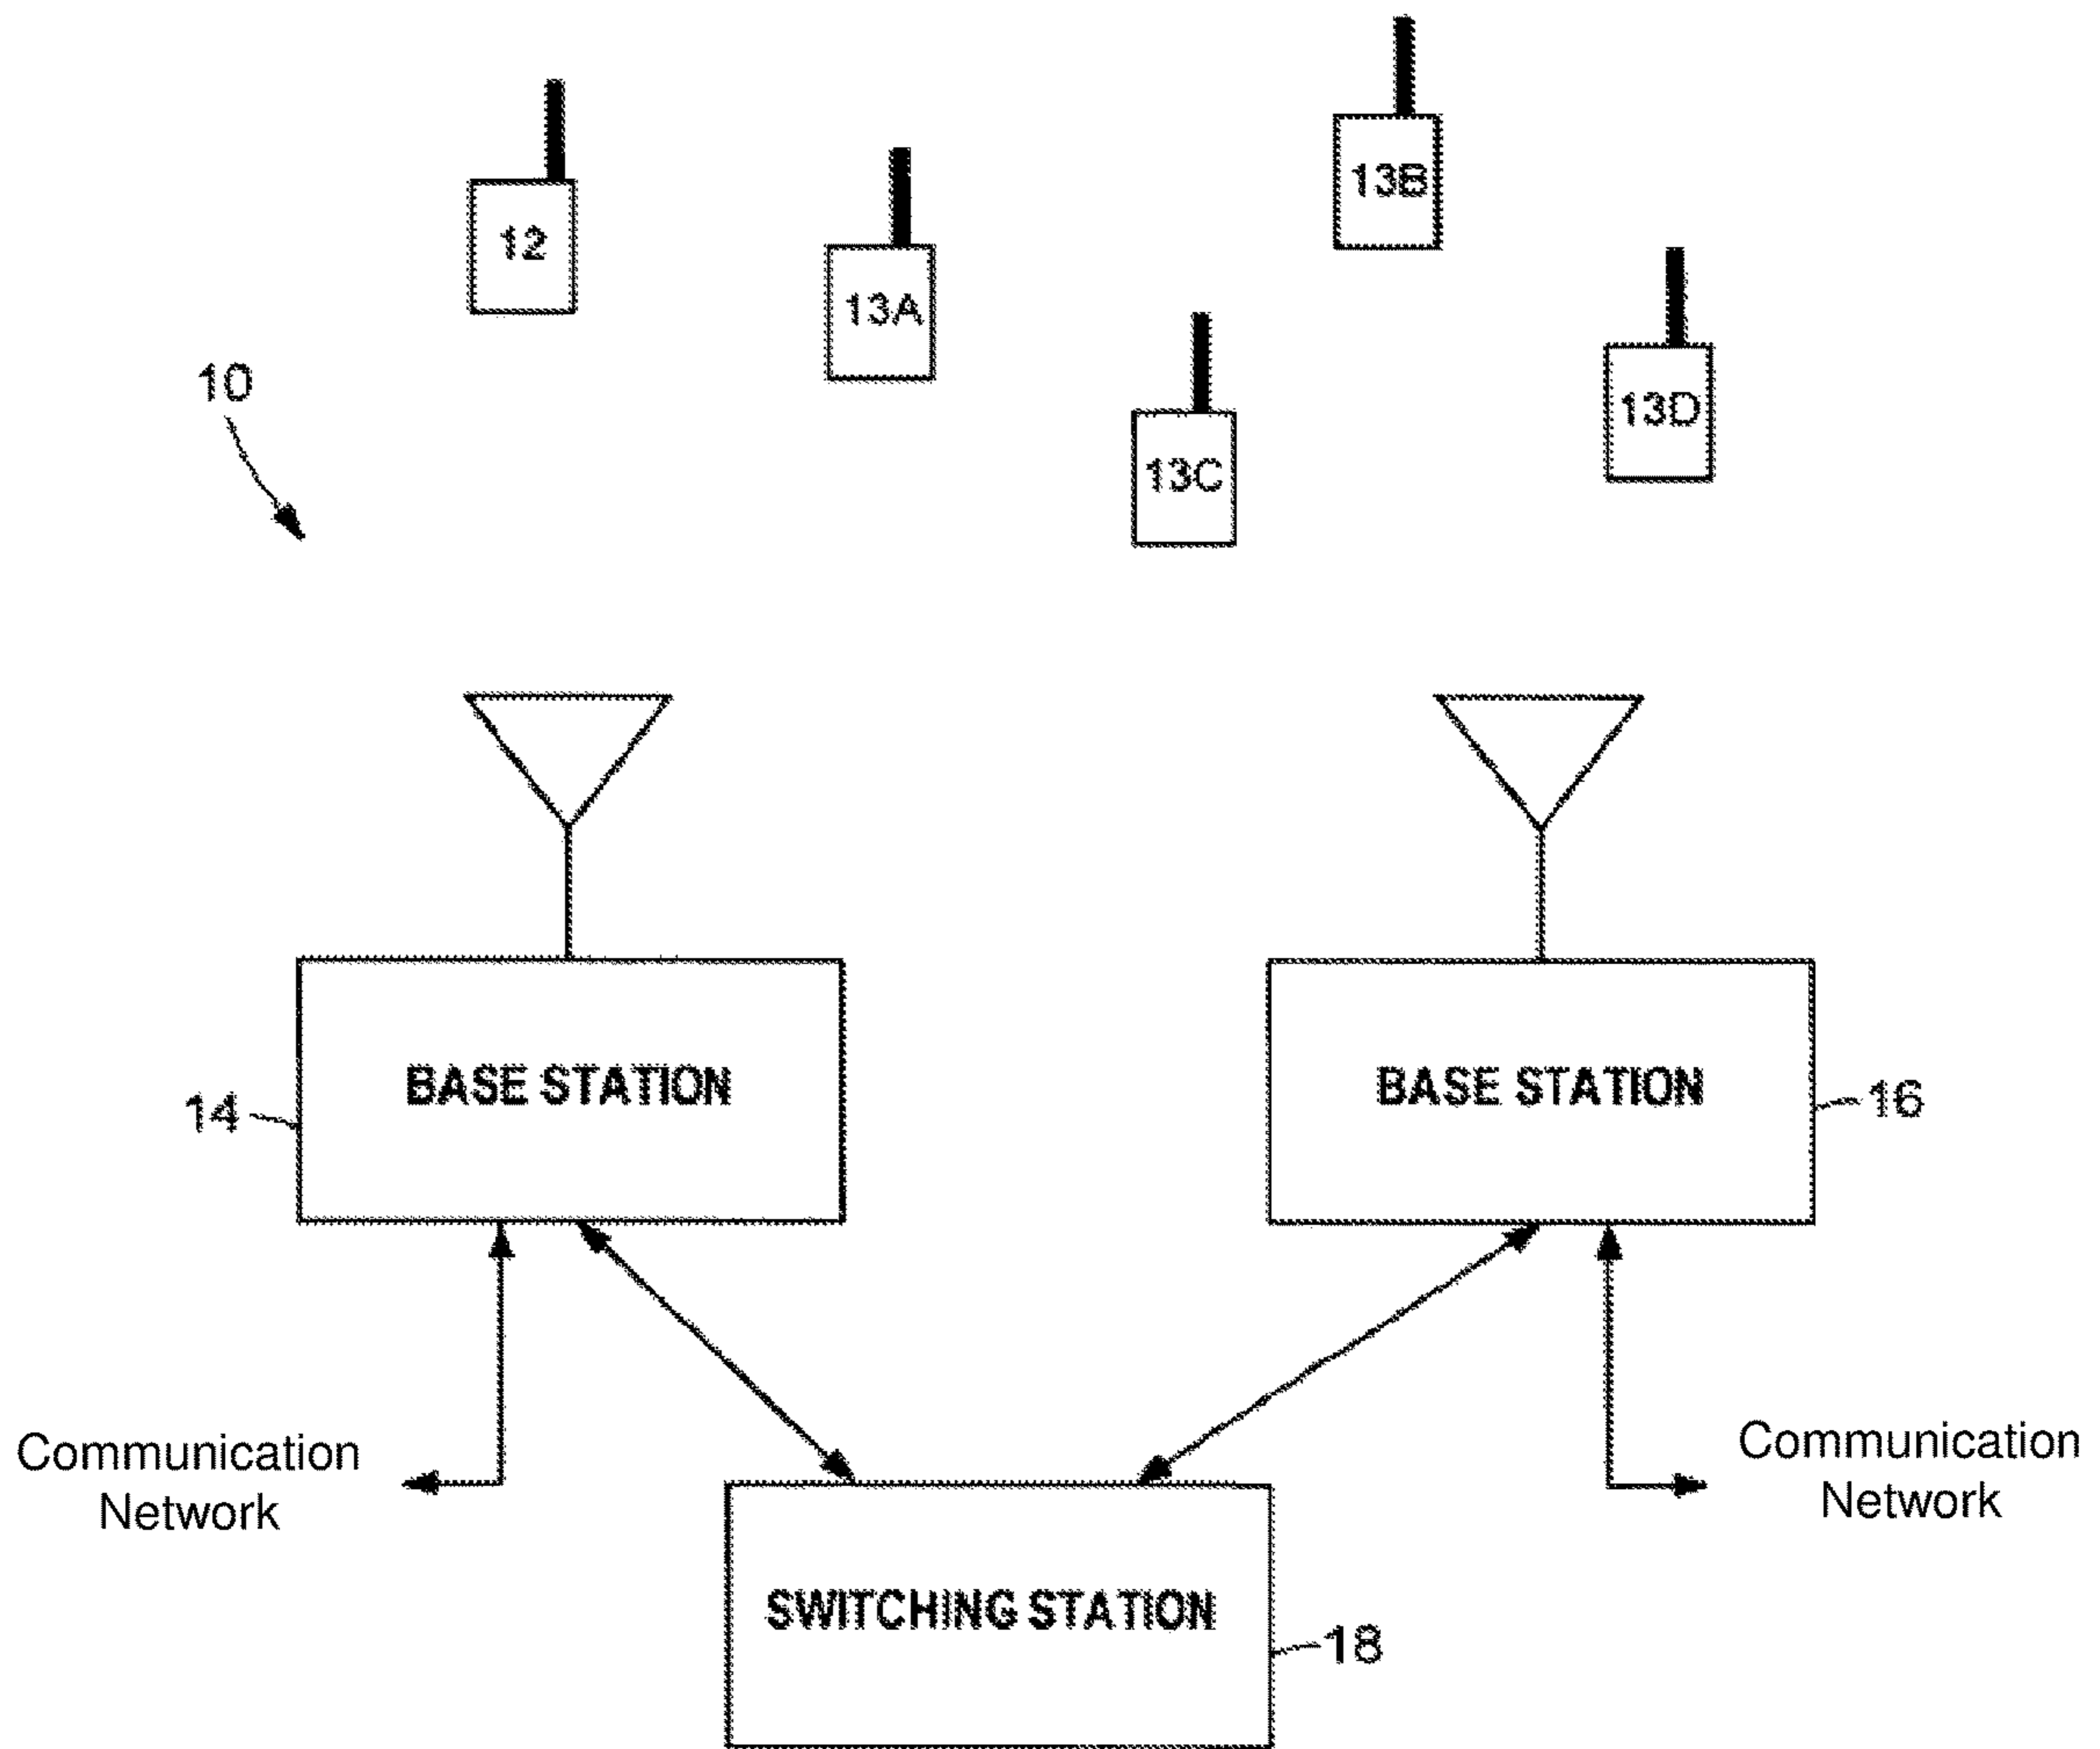 13B
12
13A
10
13D
13C
BASE STATION
BASE STATION
14
16
Communication
Network
Communication
Network
SWITCHING STATION
18